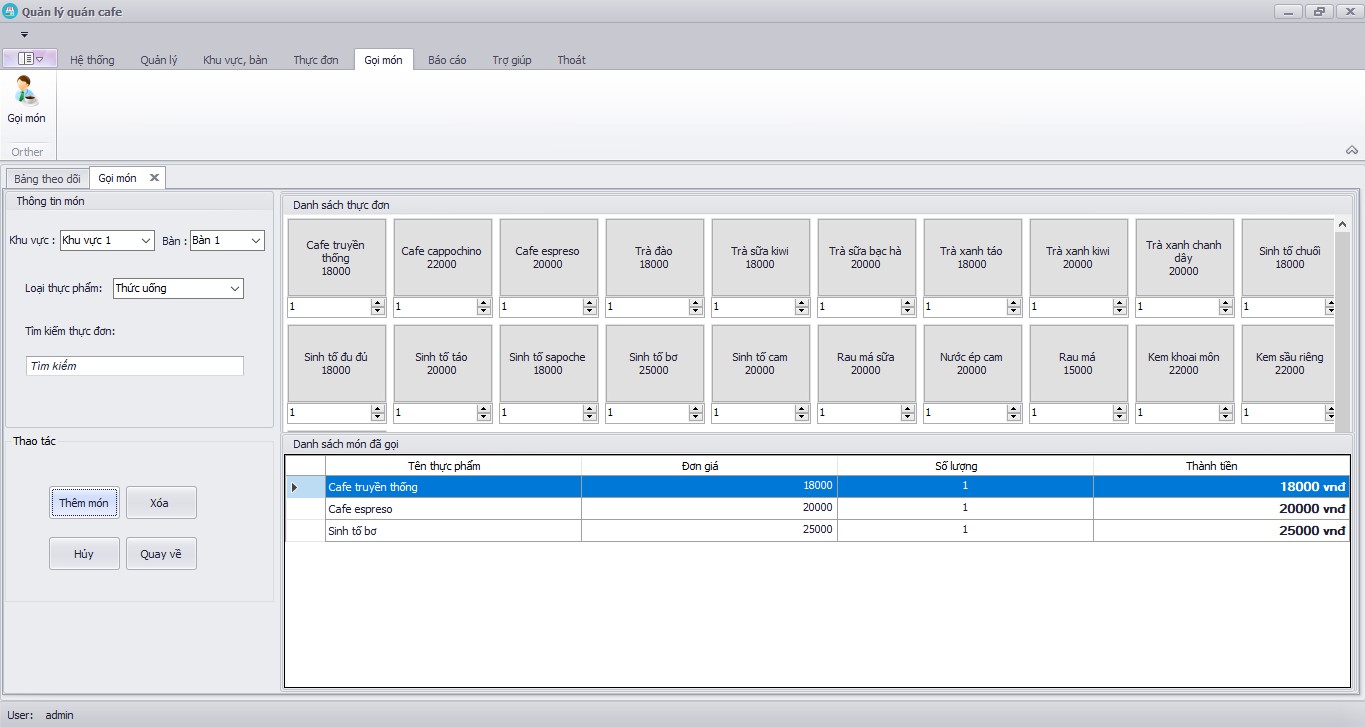 Quản lý quán cafe
Hệ thống Quản lý Khu vực, bàn Thực đơn Gọi món Báo cáo Trợ giúp Thoát
Gọi món
Orther
Bảng theo dõi Gọi món
Thông tin món
Khu vực : Khu vực 1 Bàn : Bàn 1
Loại thực phẩm: Thức uống
Tìm kiếm thực đơn:
Tìm kiếm
Thao tác
Thêm món Xóa
Hủy Quay về
Danh sách thực đơn
Cafe truyền thống 18000
Cafe cappochino 22000
Cafe espreso 20000
Trà đào 18000
Trà sữa kiwi 18000
Trà sữa bạc hà 20000
Trà xanh táo 18000
Trà xanh kiwi 20000
Trà xanh chanh dây 20000
Sinh tố chuối 18000
1 1 1 1 1 1 1 1 1 1
Sinh tố đu đủ 18000
Sinh tố táo 20000
Sinh tố sapoche 18000
Sinh tố bơ 25000
Sinh tố cam 20000
Rau má sữa 20000
Nước ép cam 20000
Rau má 15000
Kem khoai môn 22000
Kem sầu riêng 22000
1 1 1 1 1 1 1 1 1 1
Danh sách món đã gọi
Tên thực phẩm Đơn giá Số lượng Thành tiền
Cafe truyền thống 18000 1 18000 vnđ
Cafe espreso 20000 1 20000 vnđ
Sinh tố bơ 25000 1 25000 vnđ
User: admin